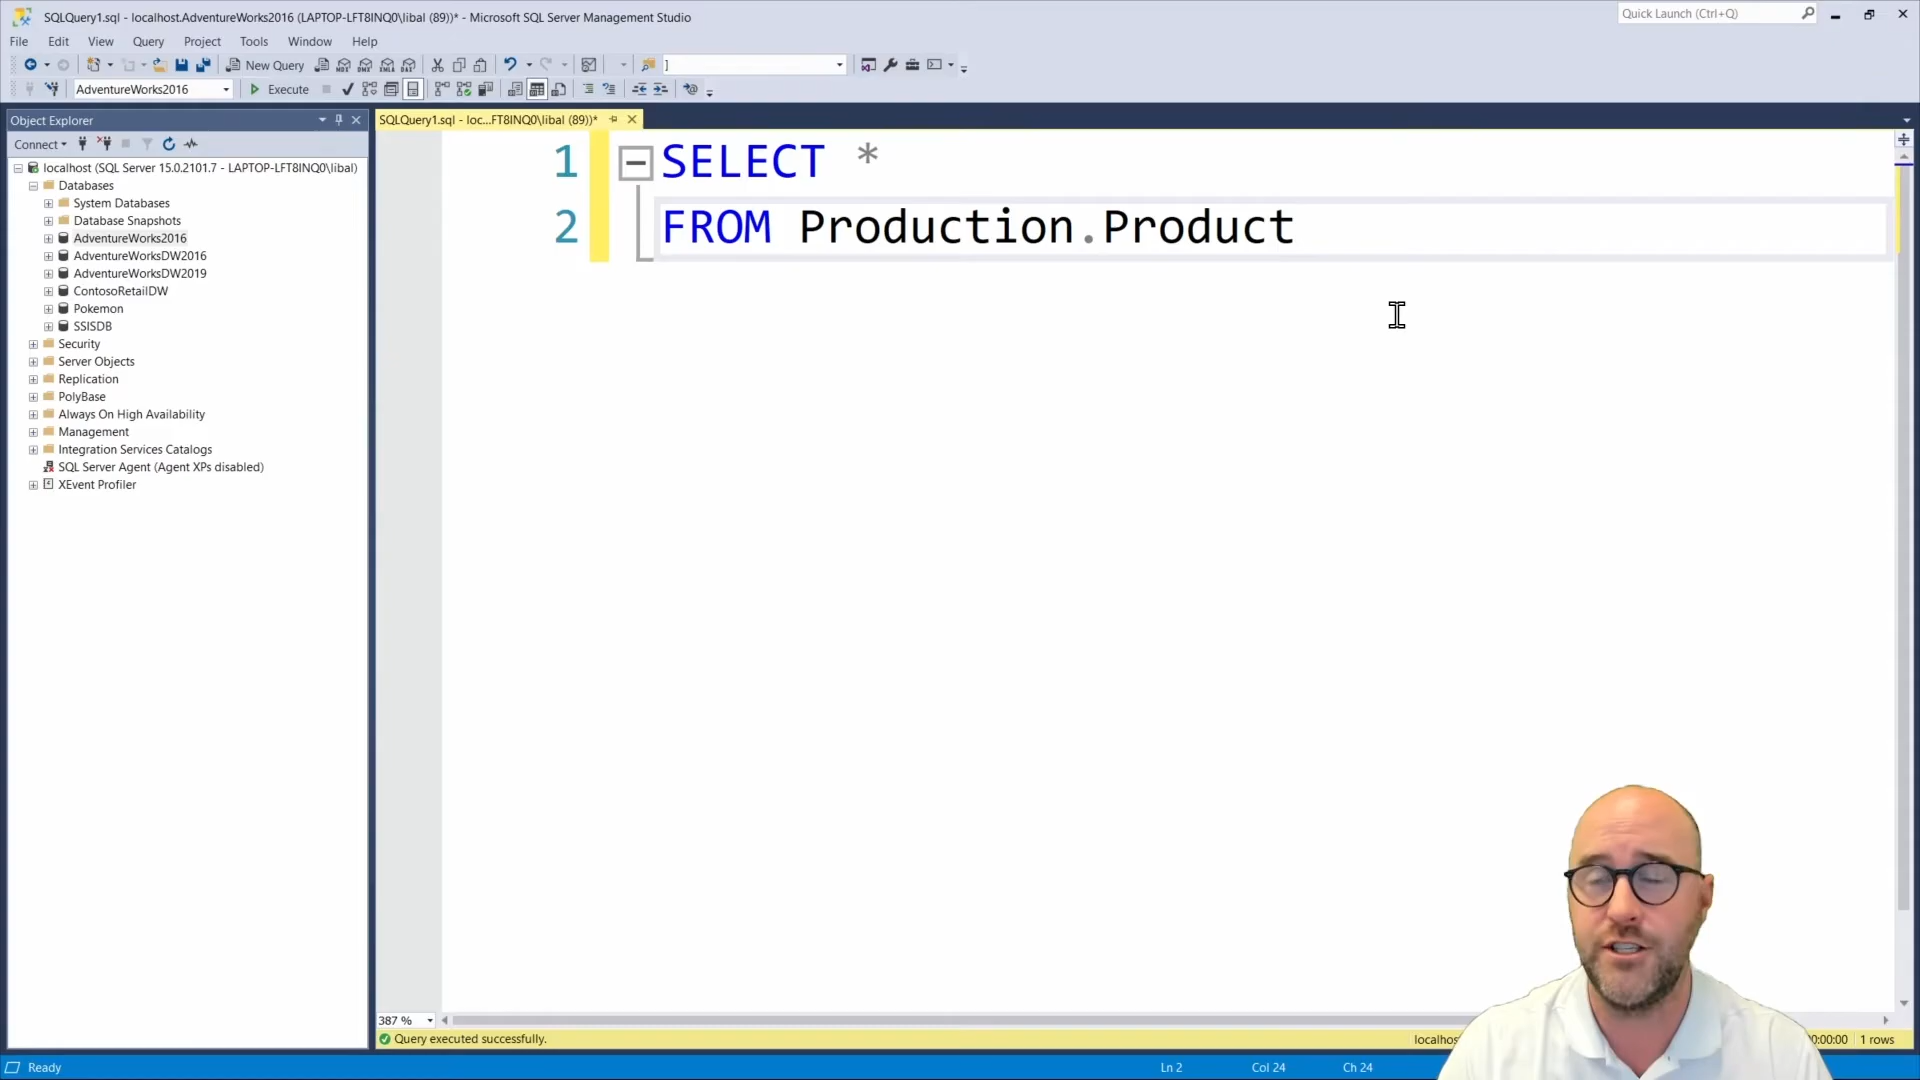 SQLQuery1.sql - localhost.AdventureWorks2016 (LAPTOP-LFT8INQ0\libal (89))* - Microsoft SQL Server Management Studio
Quick Launch (Ctrl+Q)
File Edit View Query Project Tools Window Help
New Query
]
AdventureWorks2016
Execute
Object Explorer
SQLQuery1.sql - loc...FT8INQ0\libal (89))*
Connect
localhost (SQL Server 15.0.2101.7 - LAPTOP-LFT8INQ0\libal)
Databases
System Databases
Database Snapshots
AdventureWorks2016
AdventureWorksDW2016
AdventureWorksDW2019
ContosoRetailDW
Pokemon
SSISDB
Security
Server Objects
Replication
PolyBase
Always On High Availability
Management
Integration Services Catalogs
SQL Server Agent (Agent XPs disabled)
XEvent Profiler
1 SELECT *
2 FROM Production.Product
387 %
Query executed successfully.
0:00:00 1 rows
Ready
Ln 2 Col 24 Ch 24